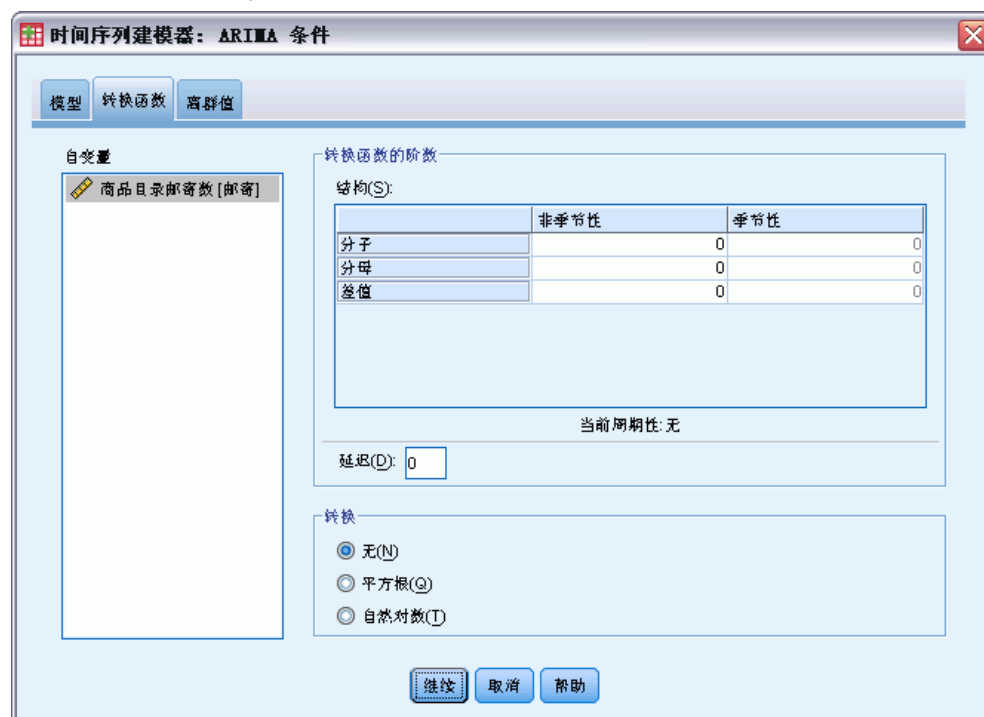 时间序列建模器: ARIMA 条件
模型 转换函数 离群值
自变量
商品目录邮寄数 [邮寄]
转换函数的阶数
结构(S):
非季节性 季节性
分子 0 0
分母 0 0
差值 0 0
当前周期性: 无
延迟(D): 0
转换
无(N)
平方根(Q)
自然对数(T)
继续 取消 帮助